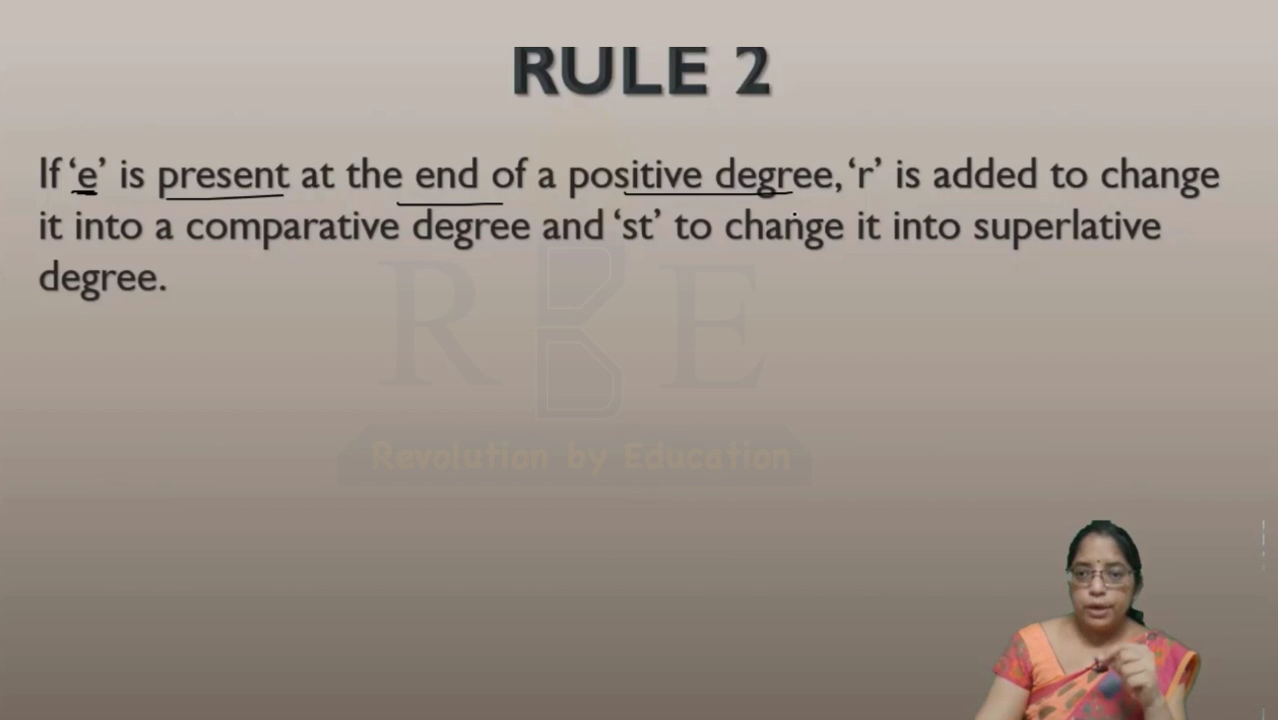 RULE 2
If ‘e’ is present at the end of a positive degree, ‘r’ is added to change
it into a comparative degree and ‘st’ to change it into superlative
degree.
R B E
Revolution by Education